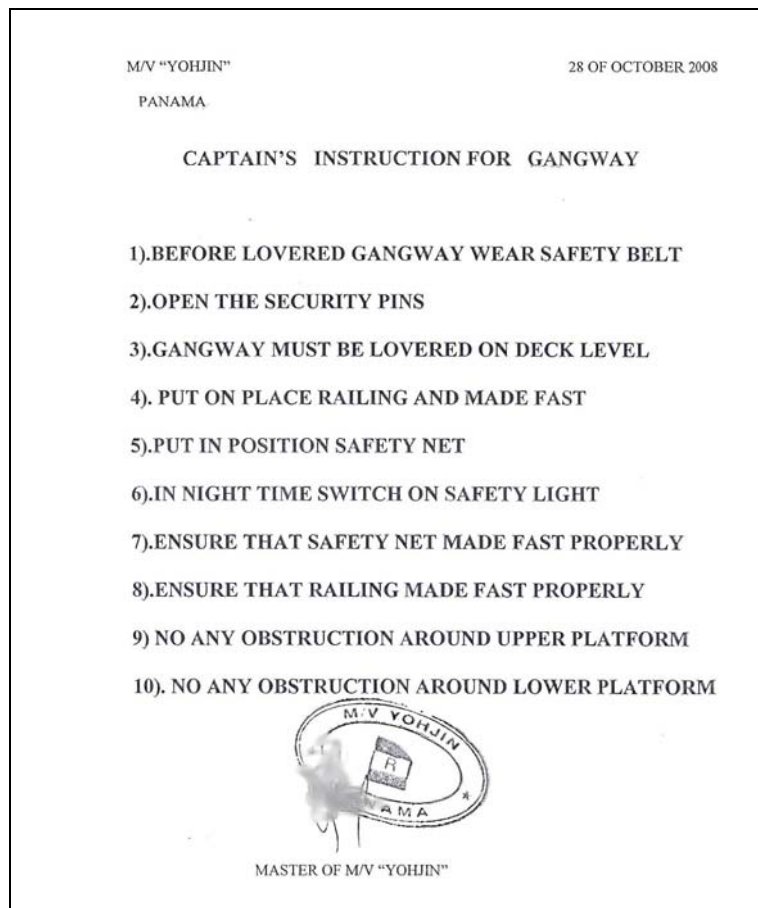 M/V “YOHJIN” 28 OF OCTOBER 2008
PANAMA
CAPTAIN’S INSTRUCTION FOR GANGWAY
1).BEFORE LOVERED GANGWAY WEAR SAFETY BELT
2).OPEN THE SECURITY PINS
3).GANGWAY MUST BE LOVERED ON DECK LEVEL
4). PUT ON PLACE RAILING AND MADE FAST
5).PUT IN POSITION SAFETY NET
6).IN NIGHT TIME SWITCH ON SAFETY LIGHT
7).ENSURE THAT SAFETY NET MADE FAST PROPERLY
8).ENSURE THAT RAILING MADE FAST PROPERLY
9) NO ANY OBSTRUCTION AROUND UPPER PLATFORM
10). NO ANY OBSTRUCTION AROUND LOWER PLATFORM
M/V YOHJIN
R
MASTER OF M/V “YOHJIN”